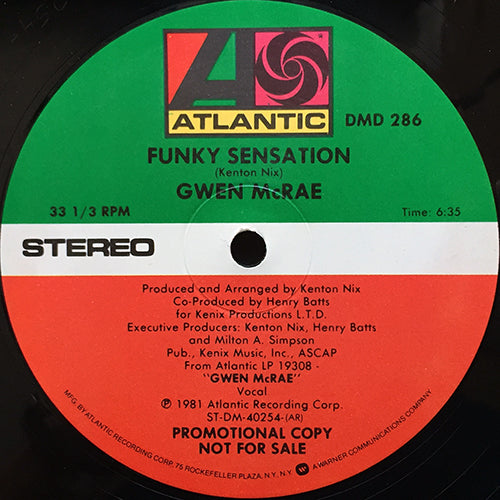 ATLANTIC
DMD 286
FUNKY SENSATION
(Kenton Nix)
GWEN McRAE
33 1/3 RPM
Time: 6:35
STEREO
Produced and Arranged by Kenton Nix
Co-Produced by Henry Batts
for Kenix Productions L.T.D.
Executive Producers: Kenton Nix, Henry Batts
and Milton A. Simpson
Pub., Kenix Music, Inc., ASCAP
From Atlantic LP 19308 -
"GWEN McRAE"
Vocal
℗ 1981 Atlantic Recording Corp.
ST-DM-40254-(AR)
PROMOTIONAL COPY
NOT FOR SALE
MFG. BY ATLANTIC RECORDING CORP. 75 ROCKEFELLER PLAZA, N.Y. N.Y. A WARNER COMMUNICATIONS COMPANY